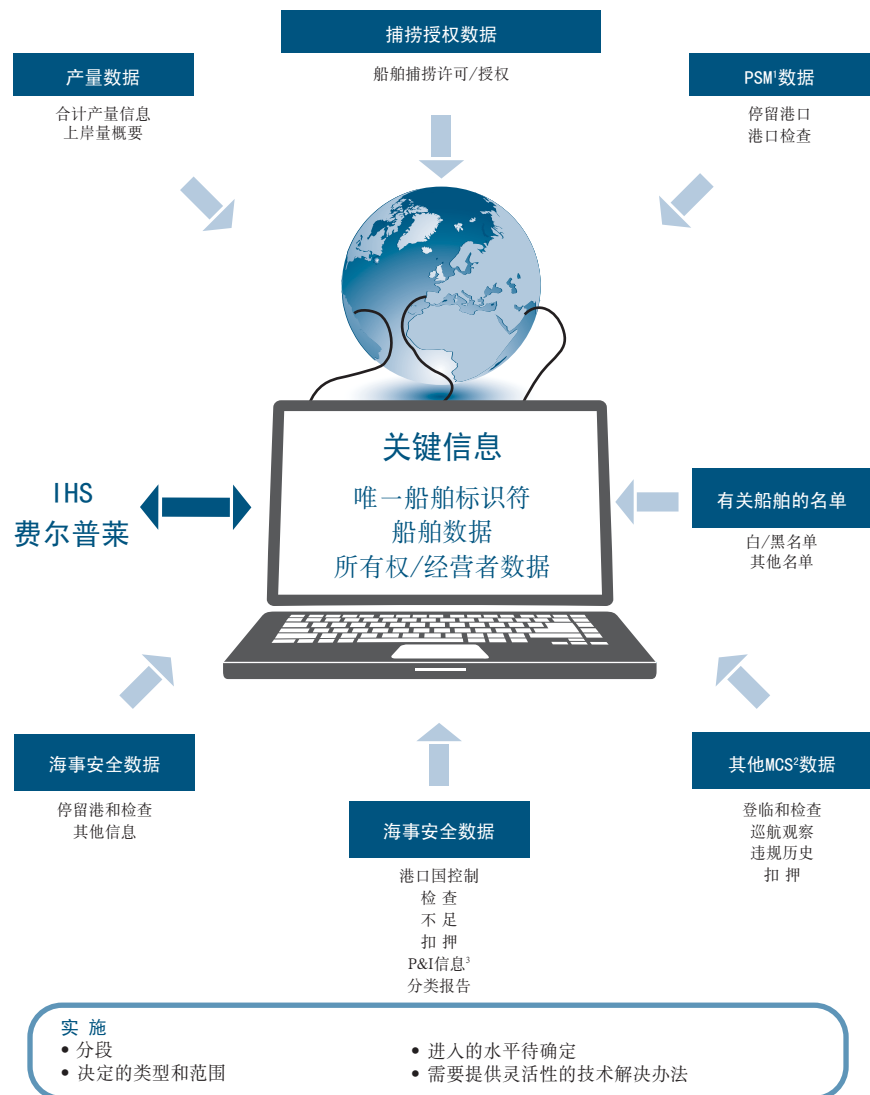 捕捞授权数据
船舶捕捞许可/授权
产量数据
合计产量信息
上岸量概要
PSM¹数据
停留港口
港口检查
关键信息
唯一船舶标识符
船舶数据
所有权/经营者数据
IHS
费尔普莱
有关船舶的名单
白/黑名单
其他名单
海事安全数据
停留港和检查
其他信息
海事安全数据
港口国控制
检 查
不 足
扣 押
P&I信息³
分类报告
其他MCS²数据
登临和检查
巡航观察
违规历史
扣 押
实 施
• 分段
• 决定的类型和范围
• 进入的水平待确定
• 需要提供灵活性的技术解决办法